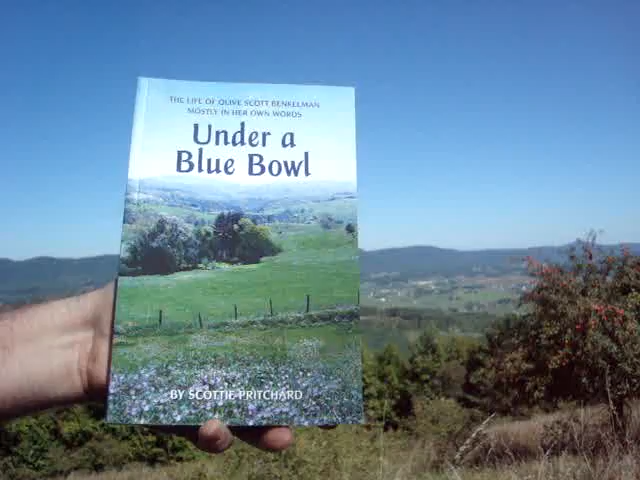 THE LIFE OF OLIVE SCOTT BENKELMAN
MOSTLY IN HER OWN WORDS
Under a
Blue Bowl
BY SCOTTIE PRITCHARD